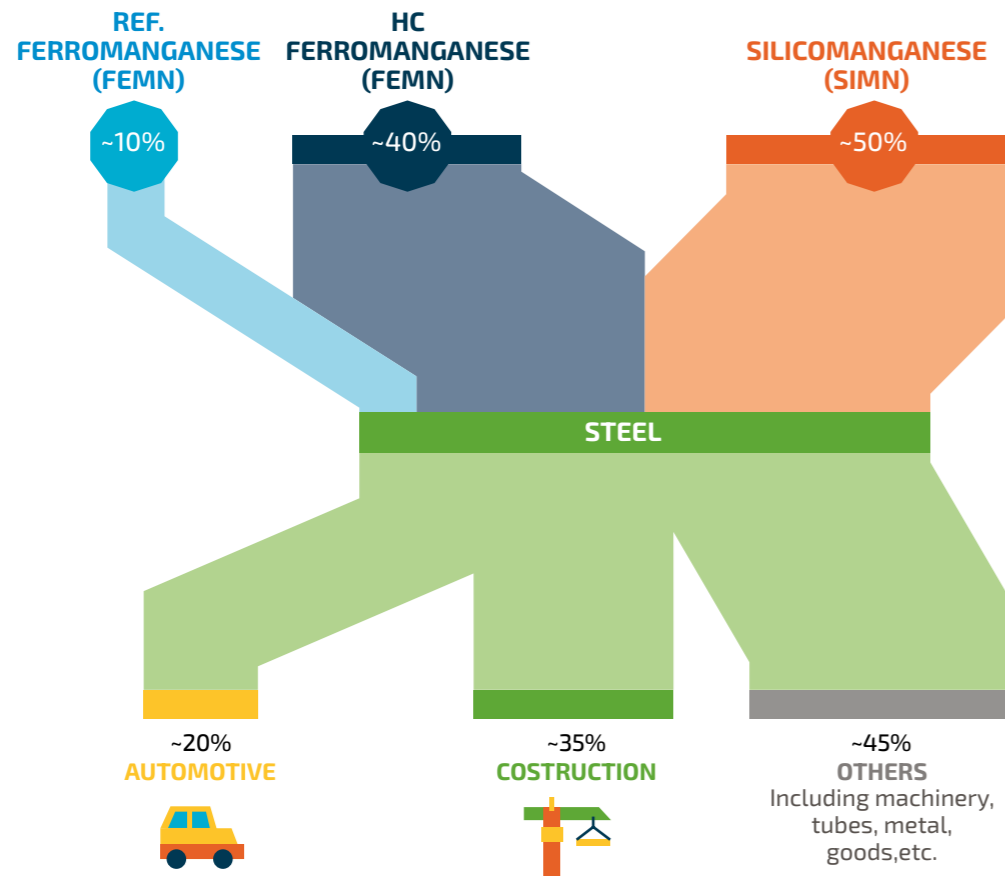 REF.
FERROMANGANESE
(FEMN)
~10%
HC
FERROMANGANESE
(FEMN)
~40%
SILICOMANGANESE
(SIMN)
~50%
STEEL
~20%
AUTOMOTIVE
~35%
COSTRUCTION
~45%
OTHERS
Including machinery,
tubes, metal,
goods,etc.